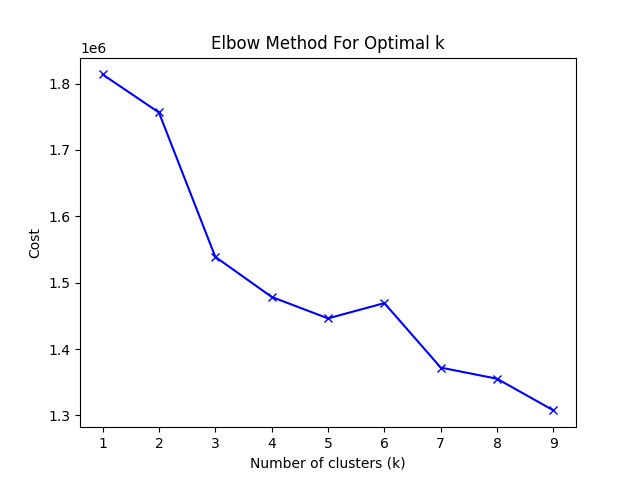 Elbow Method For Optimal k
1e6
1.8
1.7
1.6
1.5
1.4
1.3
Cost
1 2 3 4 5 6 7 8 9
Number of clusters (k)